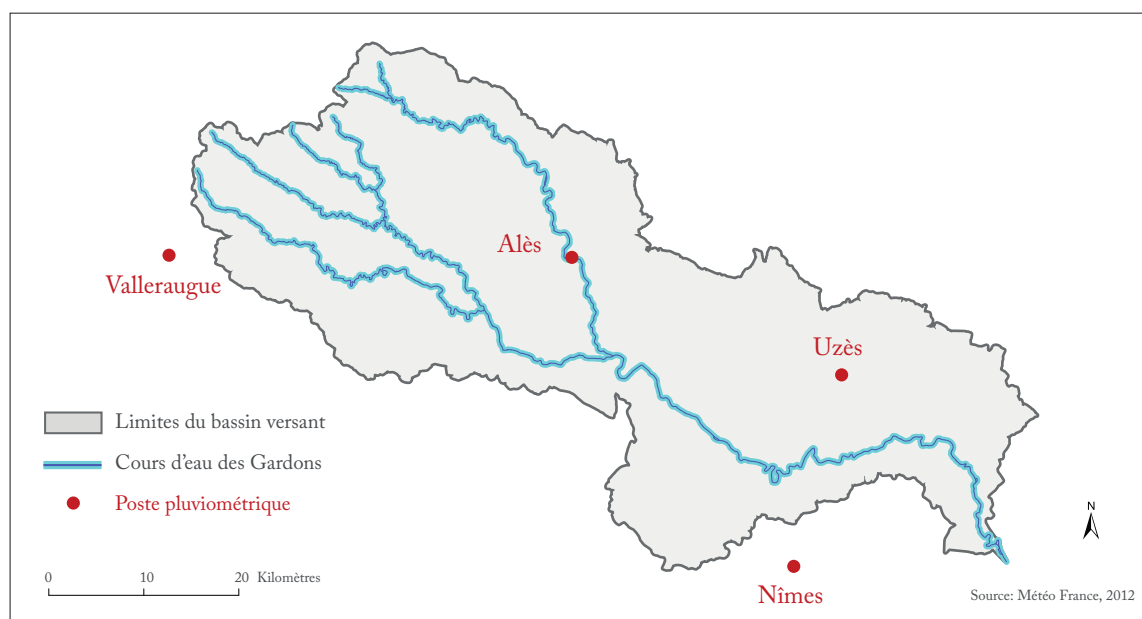 Alès
Valleraugue
Uzès
Limites du bassin versant
Cours d'eau des Gardons
Poste pluviométrique
N
0 10 20 Kilomètres
Nîmes
Source: Météo France, 2012